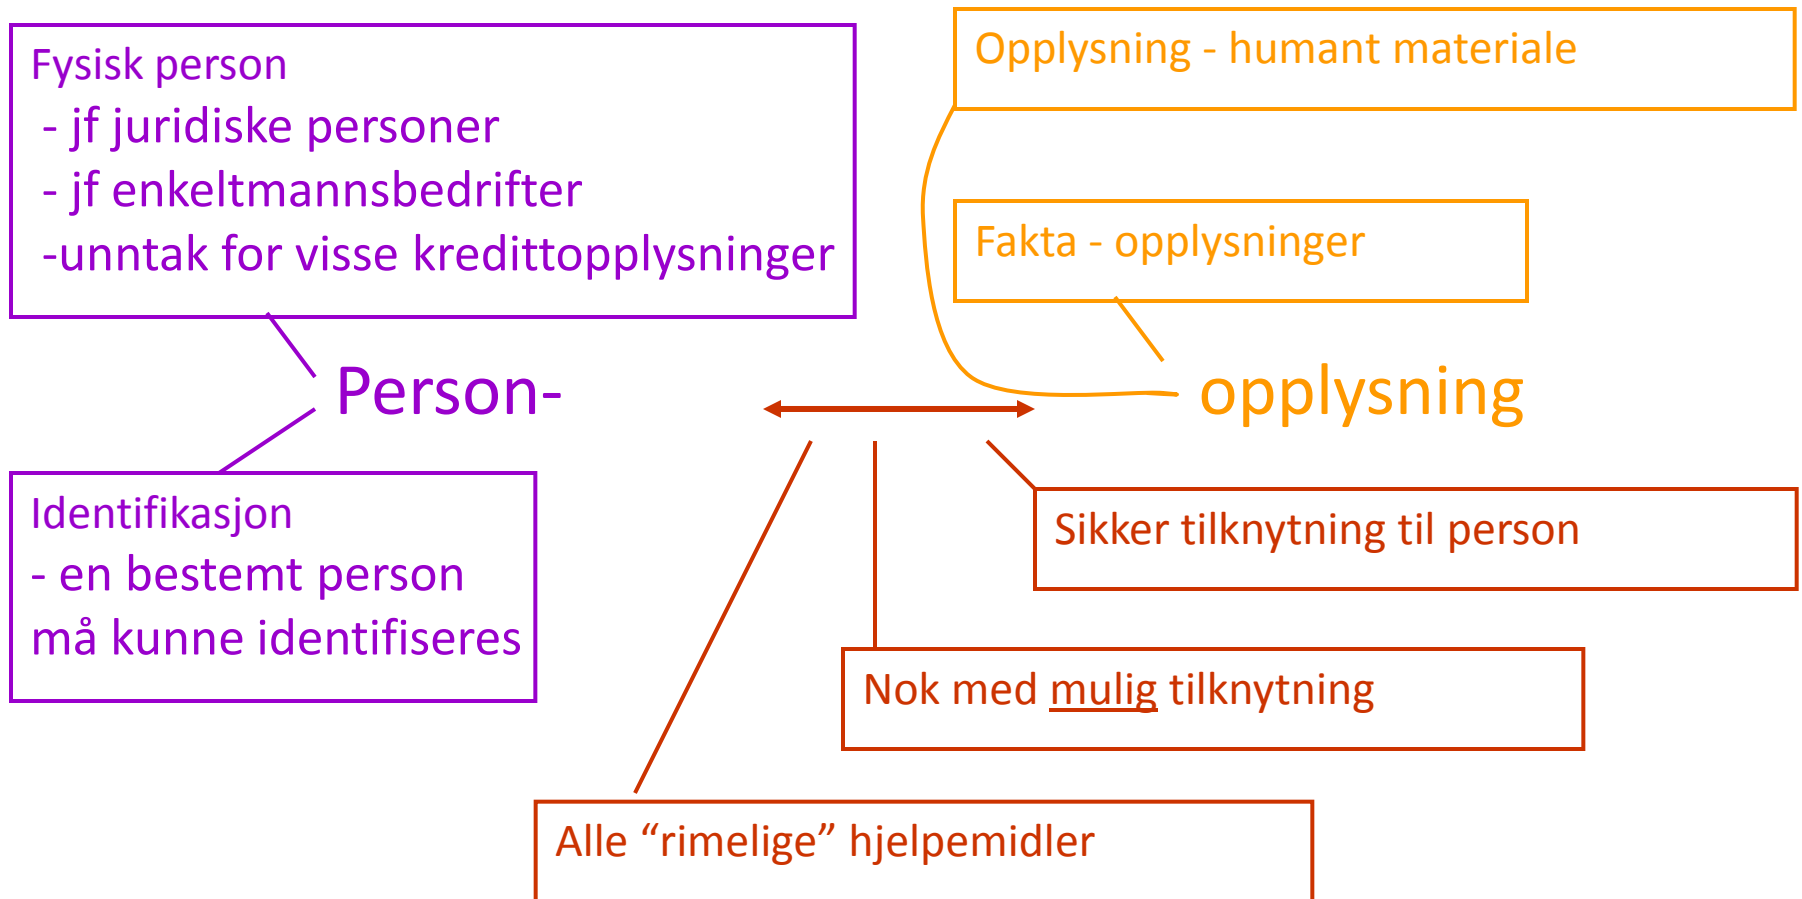 Fysisk person
- jf juridiske personer
- jf enkeltmannsbedrifter
-unntak for visse kredittopplysninger
Opplysning - humant materiale
Fakta - opplysninger
Person-
opplysning
Identifikasjon
- en bestemt person
må kunne identifiseres
Sikker tilknytning til person
Nok med mulig tilknytning
Alle “rimelige” hjelpemidler